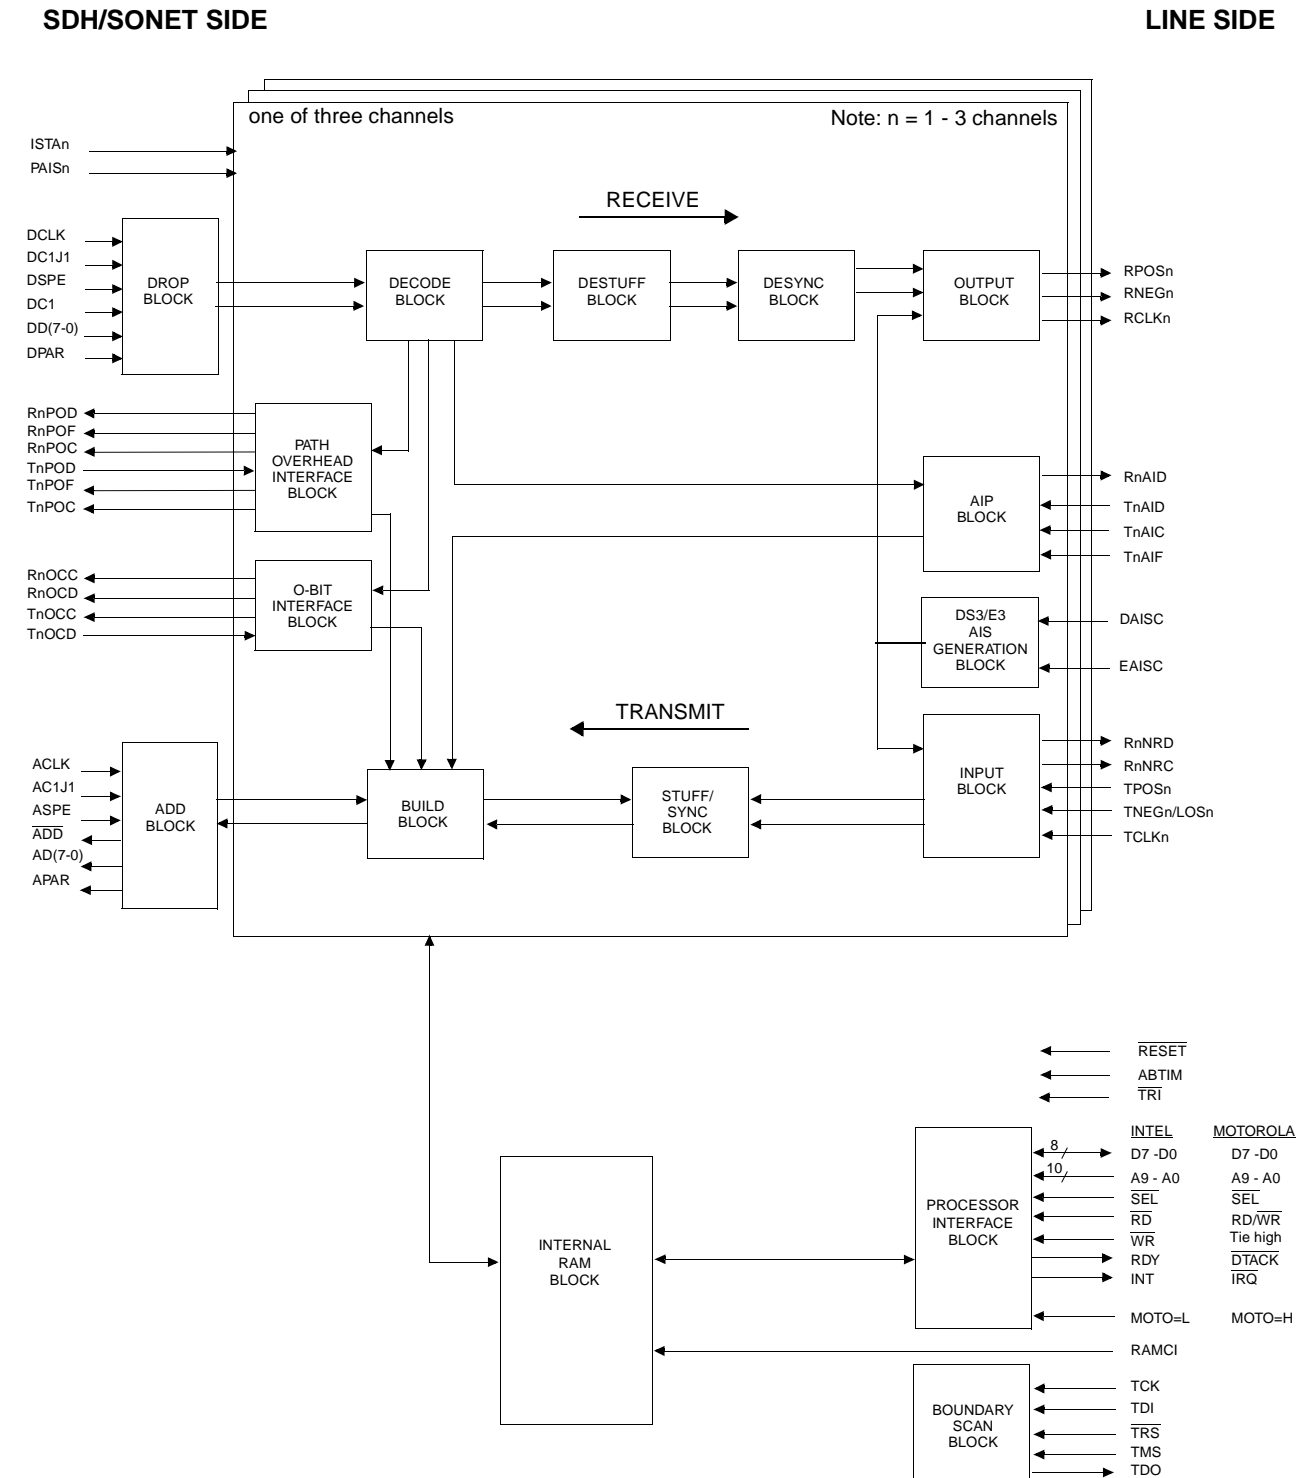 SDH/SONET SIDE
LINE SIDE
one of three channels
Note: n = 1 - 3 channels
ISTAn
PAISn
RECEIVE
DCLK
DC1J1
DSPE
DC1
DD(7-0)
DPAR
DROP
BLOCK
DECODE
BLOCK
DESTUFF
BLOCK
DESYNC
BLOCK
OUTPUT
BLOCK
RPOSn
RNEGn
RCLKn
RnPOD
RnPOF
RnPOC
TnPOD
TnPOF
TnPOC
PATH
OVERHEAD
INTERFACE
BLOCK
AIP
BLOCK
RnAID
TnAID
TnAIC
TnAIF
RnOCC
RnOCD
TnOCC
TnOCD
O-BIT
INTERFACE
BLOCK
DS3/E3
AIS
GENERATION
BLOCK
DAISC
EAISC
TRANSMIT
ACLK
AC1J1
ASPE
ADD
AD(7-0)
APAR
ADD
BLOCK
BUILD
BLOCK
STUFF/
SYNC
BLOCK
INPUT
BLOCK
RnNRD
RnNRC
TPOSn
TNEGn/LOSn
TCLKn
RESET
ABTIM
TRI
INTERNAL
RAM
BLOCK
PROCESSOR
INTERFACE
BLOCK
INTEL MOTOROLA
8 D7 -D0 D7 -D0
10 A9 - A0 A9 - A0
SEL SEL
RD RD/WR
WR Tie high
RDY DTACK
INT IRQ
MOTO=L MOTO=H
RAMCI
BOUNDARY
SCAN
BLOCK
TCK
TDI
TRS
TMS
TDO